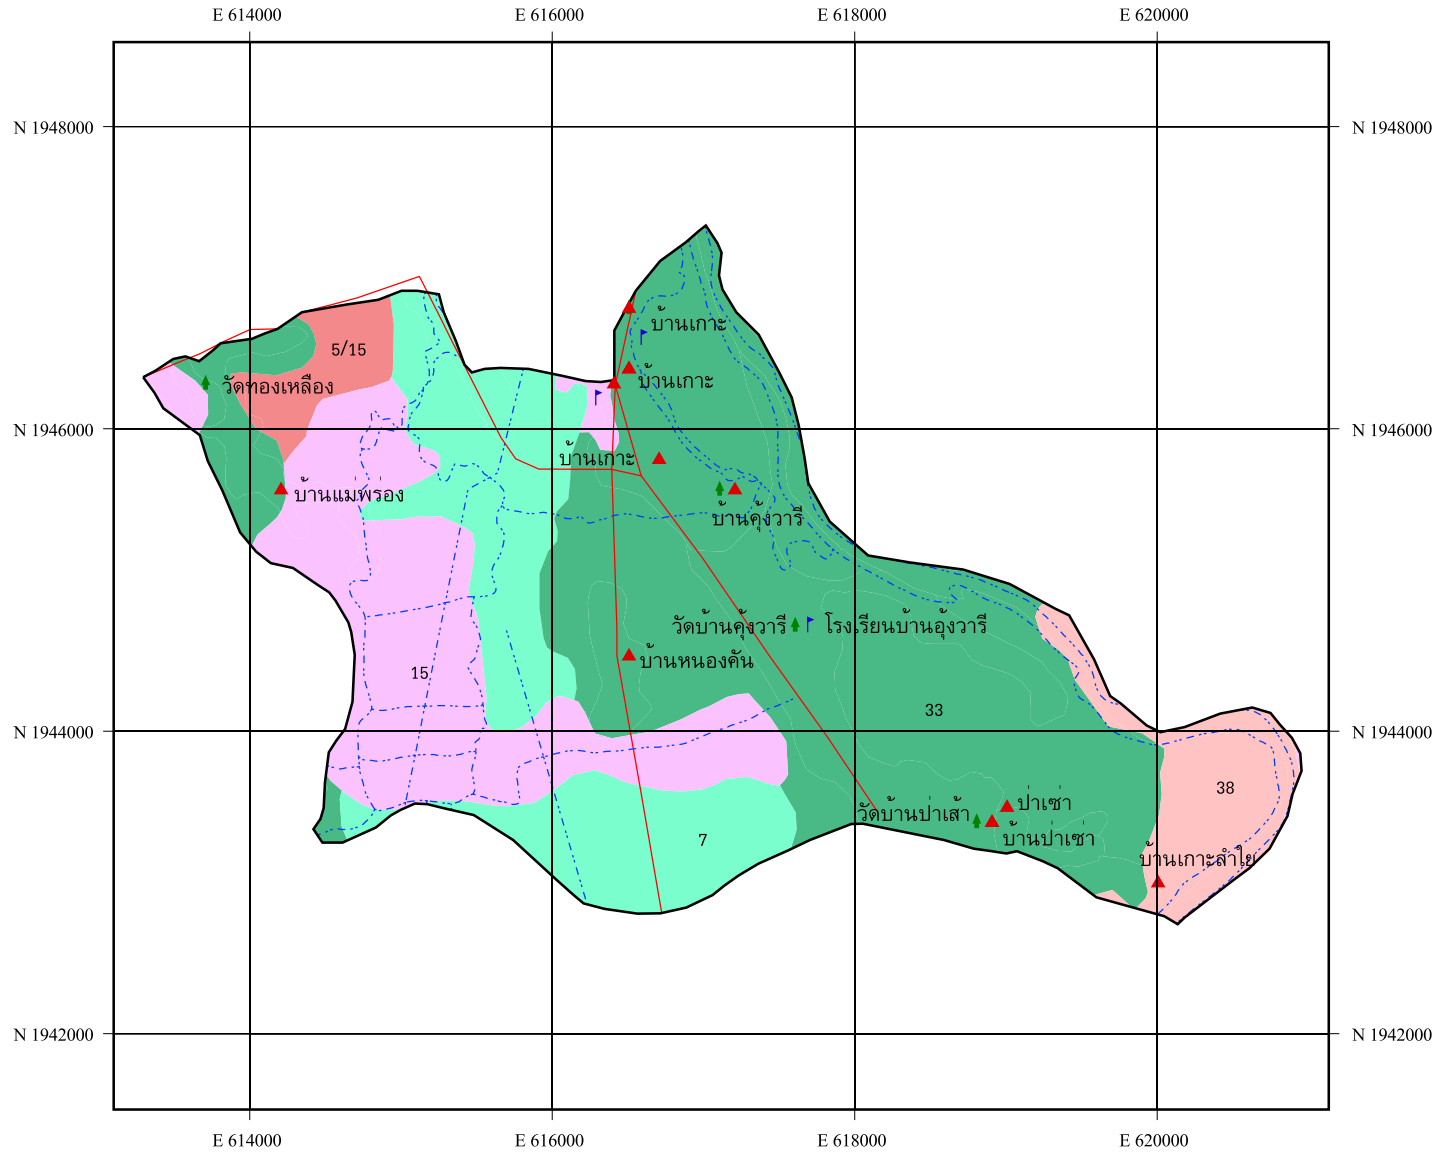 E 614000 E 616000 E 618000 E 620000
N 1948000 N 1948000
บ้านเกาะ
5/15
บ้านเกาะ
วัดทองเหลือง
N 1946000 N 1946000
บ้านเกาะ
บ้านแม่พร่อง
บ้านคุ้งวารี
วัดบ้านคุ้งวารี โรงเรียนบ้านอุ้งวารี
บ้านหนองคัน
15
33
N 1944000 N 1944000
38
ป่าเซ่า
วัดบ้านป่าเส้า
7 บ้านป่าเซ่า
บ้านเกาะลำไย
N 1942000 N 1942000
E 614000 E 616000 E 618000 E 620000